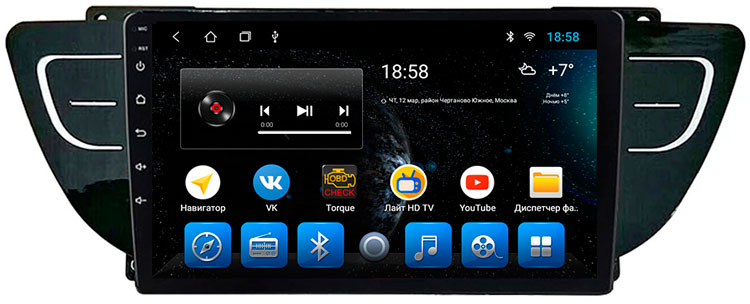 MIC
RST
18:58
18:58
+7°
ЧТ, 12 мар, район Чертаново Южное, Москва
Днём +8°
Ночью +5°
0:00
0:00
OBD
CHECK
Навигатор
VK
Torque
Лайт HD TV
YouTube
Диспетчер фа..